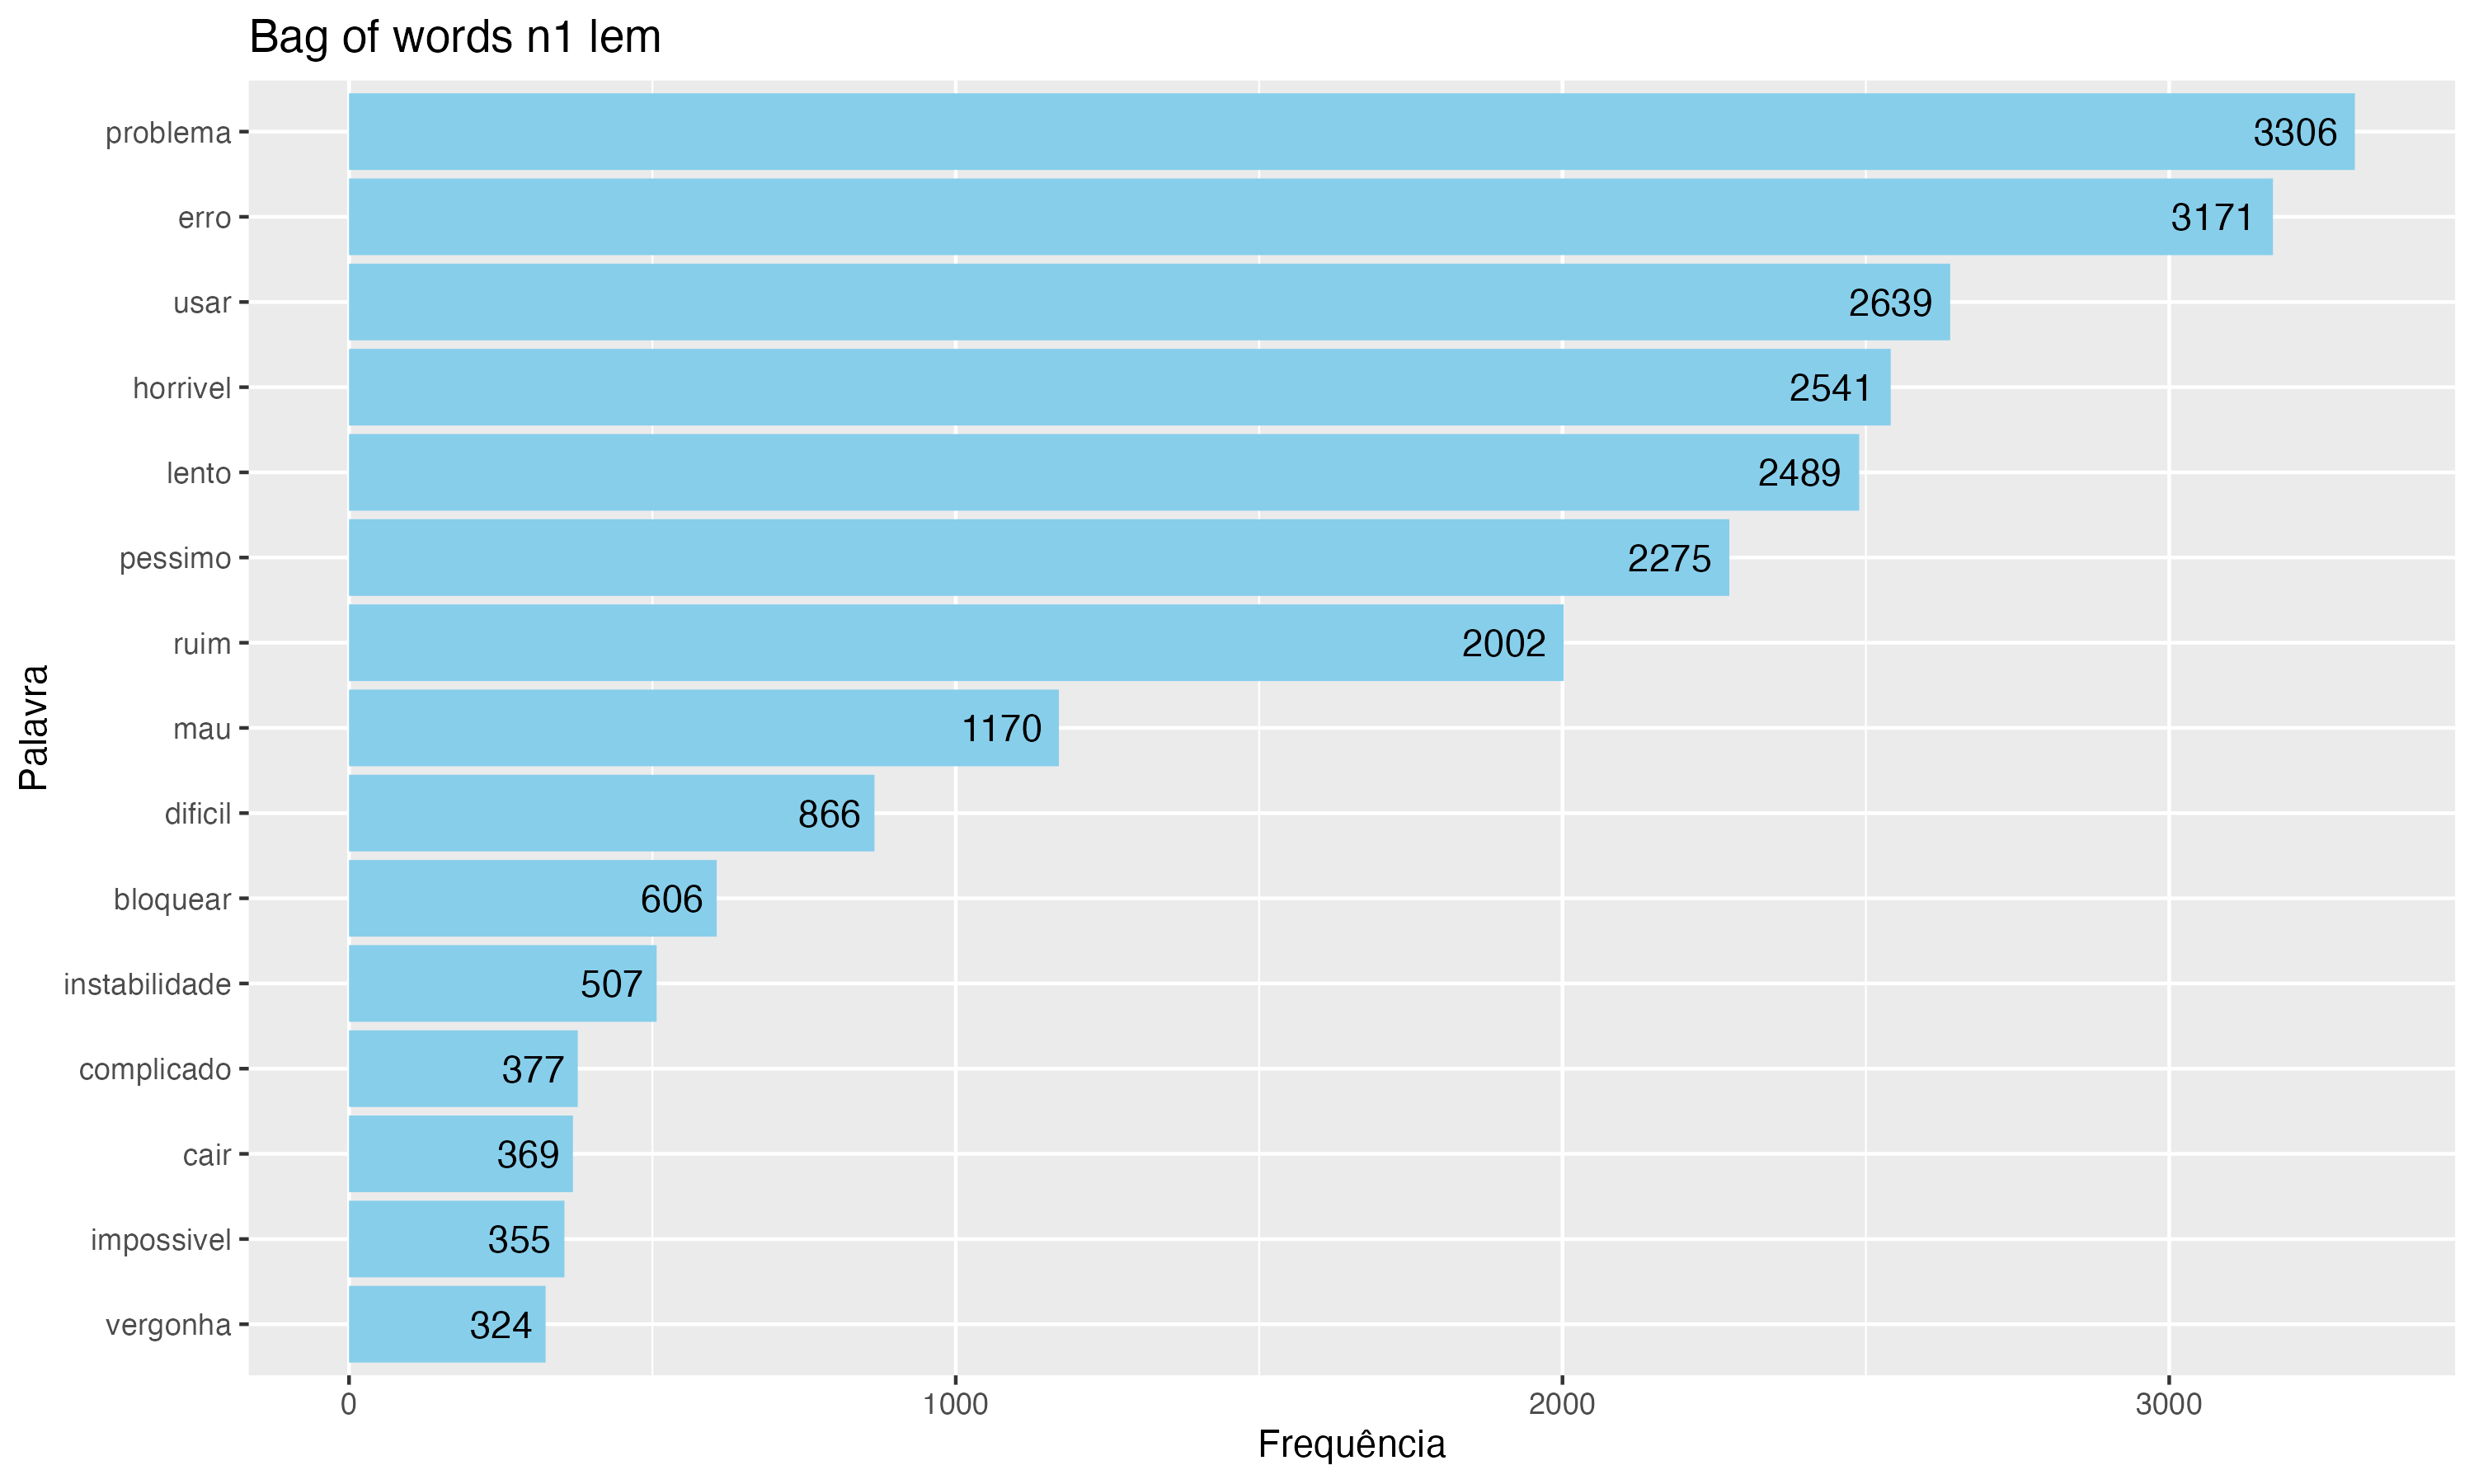 Bag of words n1 lem
Palavra
problema 3306
erro 3171
usar 2639
horrivel 2541
lento 2489
pessimo 2275
ruim 2002
mau 1170
dificil 866
bloquear 606
instabilidade 507
complicado 377
cair 369
impossivel 355
vergonha 324
0 1000 2000 3000
Frequência